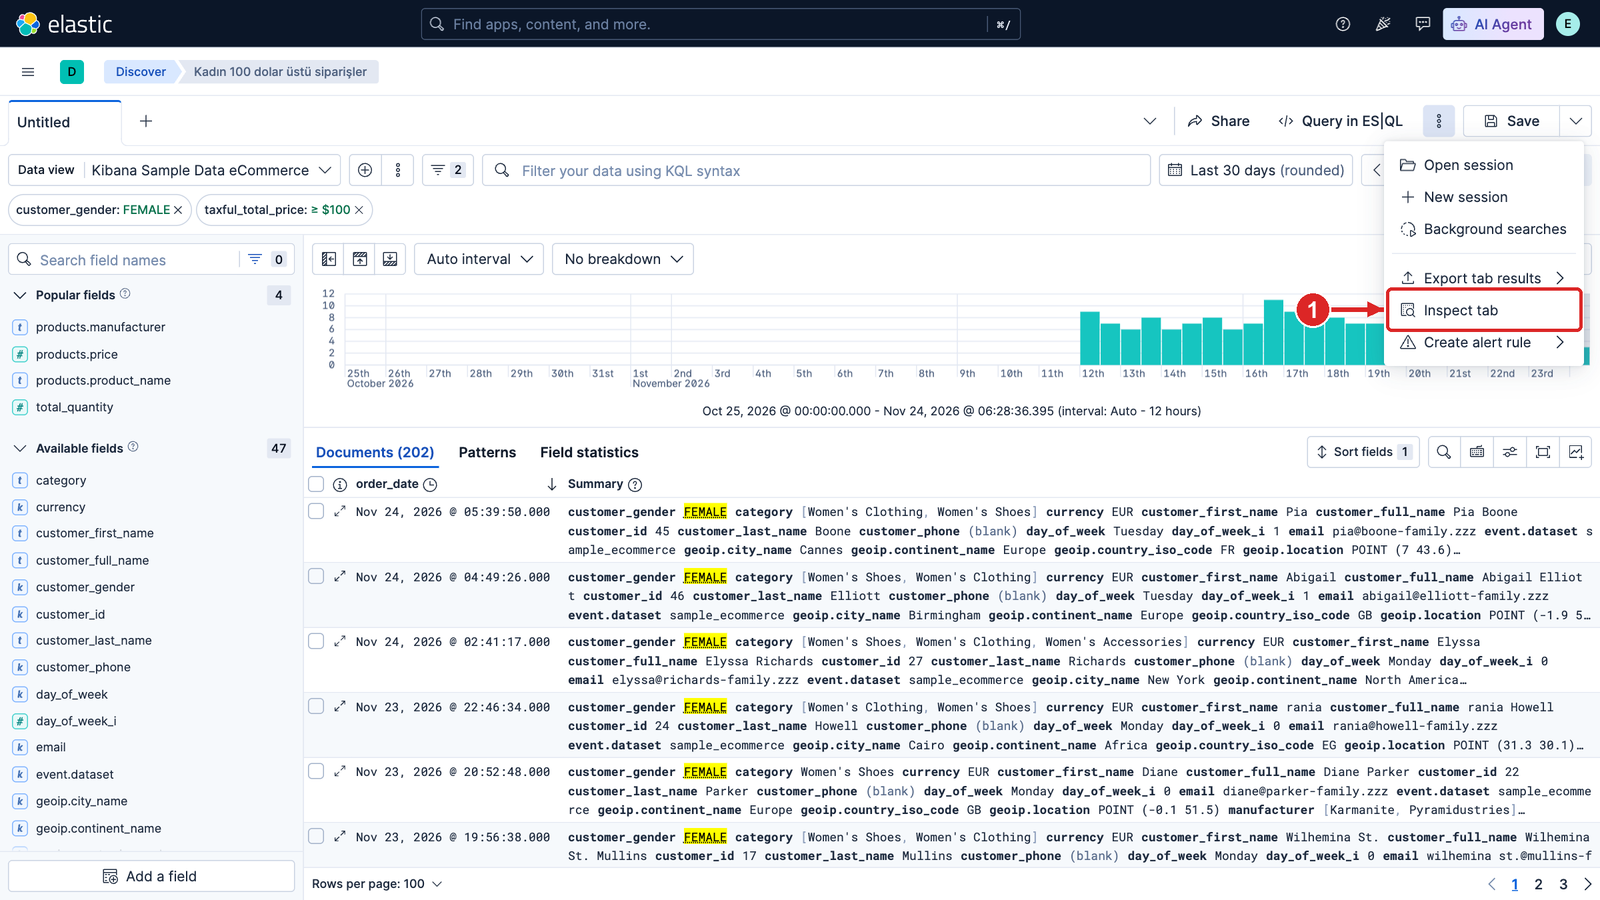 elastic
Find apps, content, and more.
⌘/
AI Agent
E
D
Discover
Kadın 100 dolar üstü siparişler
Untitled
Share
Query in ES|QL
Save
Data view
Kibana Sample Data eCommerce
2
Filter your data using KQL syntax
Last 30 days (rounded)
Open session
New session
Background searches
Export tab results
Inspect tab
Create alert rule
1
customer_gender: FEMALE
taxful_total_price: ≥ $100
Search field names
0
Auto interval
No breakdown
Popular fields
4
t products.manufacturer
# products.price
t products.product_name
# total_quantity
Available fields
47
t category
k currency
t customer_first_name
t customer_full_name
k customer_gender
k customer_id
t customer_last_name
k customer_phone
k day_of_week
# day_of_week_i
k email
k event.dataset
k geoip.city_name
k geoip.continent_name
Add a field
12
10
8
6
4
2
0
25th 26th 27th 28th 29th 30th 31st 1st 2nd 3rd 4th 5th 6th 7th 8th 9th 10th 11th 12th 13th 14th 15th 16th 17th 18th 19th 20th 21st 22nd 23rd
October 2026 November 2026
Oct 25, 2026 @ 00:00:00.000 - Nov 24, 2026 @ 06:28:36.395 (interval: Auto - 12 hours)
Documents (202)
Patterns
Field statistics
Sort fields 1
order_date
Summary
Nov 24, 2026 @ 05:39:50.000 customer_gender FEMALE category [Women's Clothing, Women's Shoes] currency EUR customer_first_name Pia customer_full_name Pia Boone
customer_id 45 customer_last_name Boone customer_phone (blank) day_of_week Tuesday day_of_week_i 1 email pia@boone-family.zzz event.dataset s
ample_ecommerce geoip.city_name Cannes geoip.continent_name Europe geoip.country_iso_code FR geoip.location POINT (7 43.6)…
Nov 24, 2026 @ 04:49:26.000 customer_gender FEMALE category [Women's Shoes, Women's Clothing] currency EUR customer_first_name Abigail customer_full_name Abigail Elliot
t customer_id 46 customer_last_name Elliott customer_phone (blank) day_of_week Tuesday day_of_week_i 1 email abigail@elliott-family.zzz
event.dataset sample_ecommerce geoip.city_name Birmingham geoip.continent_name Europe geoip.country_iso_code GB geoip.location POINT (-1.9 5…
Nov 24, 2026 @ 02:41:17.000 customer_gender FEMALE category [Women's Shoes, Women's Clothing, Women's Accessories] currency EUR customer_first_name Elyssa
customer_full_name Elyssa Richards customer_id 27 customer_last_name Richards customer_phone (blank) day_of_week Monday day_of_week_i 0
email elyssa@richards-family.zzz event.dataset sample_ecommerce geoip.city_name New York geoip.continent_name North America…
Nov 23, 2026 @ 22:46:34.000 customer_gender FEMALE category [Women's Clothing, Women's Shoes] currency EUR customer_first_name rania customer_full_name rania Howell
customer_id 24 customer_last_name Howell customer_phone (blank) day_of_week Monday day_of_week_i 0 email rania@howell-family.zzz
event.dataset sample_ecommerce geoip.city_name Cairo geoip.continent_name Africa geoip.country_iso_code EG geoip.location POINT (31.3 30.1)…
Nov 23, 2026 @ 20:52:48.000 customer_gender FEMALE category Women's Shoes currency EUR customer_first_name Diane customer_full_name Diane Parker customer_id 22
customer_last_name Parker customer_phone (blank) day_of_week Monday day_of_week_i 0 email diane@parker-family.zzz event.dataset sample_ecomme
rce geoip.continent_name Europe geoip.country_iso_code GB geoip.location POINT (-0.1 51.5) manufacturer [Karmanite, Pyramidustries]…
Nov 23, 2026 @ 19:56:38.000 customer_gender FEMALE category [Women's Shoes, Women's Clothing] currency EUR customer_first_name Wilhemina St. customer_full_name Wilhemina
St. Mullins customer_id 17 customer_last_name Mullins customer_phone (blank) day_of_week Monday day_of_week_i 0 email wilhemina st.@mullins-f
Rows per page: 100
1 2 3